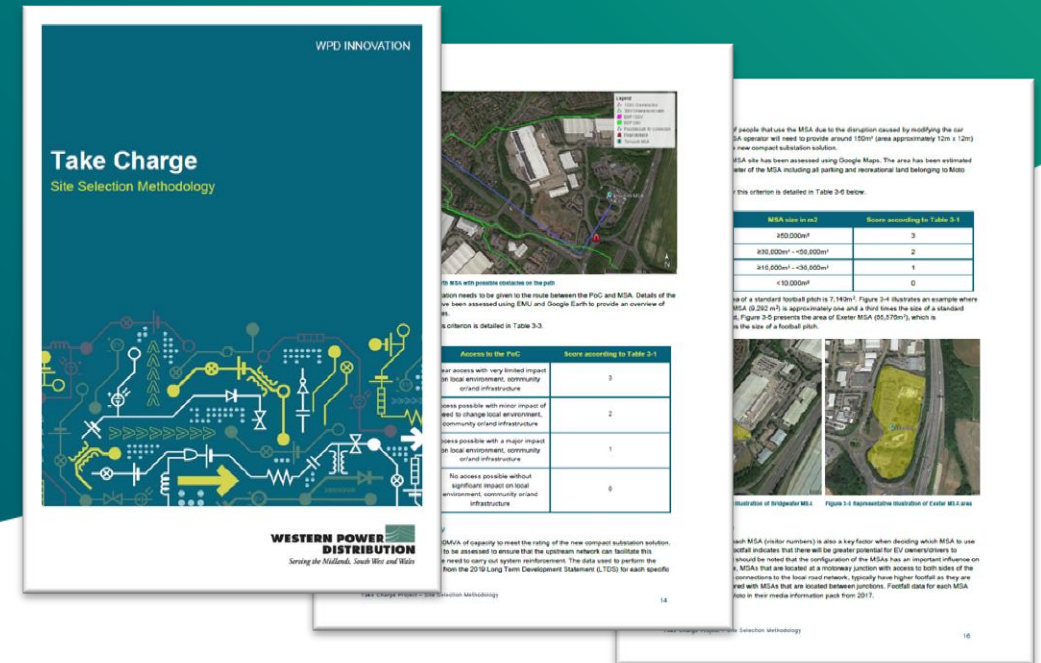 WPD INNOVATION
Take Charge
Site Selection Methodology
WESTERN POWER
DISTRIBUTION
Serving the Midlands, South West and Wales
Legend
MSA with possible obstacles on the path
ation needs to be given to the route between the PoC and MSA. Details of the
ve been assessed using EMU and Google Earth to provide an overview of
es.
s criterion is detailed in Table 3-3.
Access to the PoC
Score according to Table 3-1
ear access with very limited impact
on local environment, community
or/and infrastructure
3
ccess possible with minor impact of
need to change local environment,
community or/and infrastructure
2
ccess possible with a major impact
on local environment, community
or/and infrastructure
1
No access possible without
significant impact on local
environment, community or/and
infrastructure
0
0MVA of capacity to meet the rating of the new compact substation solution.
to be assessed to ensure that the upstream network can facilitate this
e need to carry out system reinforcement. The data used to perform the
from the 2019 Long Term Development Statement (LTDS) for each specific
Take Charge Project – Site Selection Methodology
14
of people that use the MSA due to the disruption caused by modifying the car
SA operator will need to provide around 150m² (area approximately 12m x 12m)
new compact substation solution.
MSA site has been assessed using Google Maps. The area has been estimated
meter of the MSA including all parking and recreational land belonging to Moto
r this criterion is detailed in Table 3-6 below.
MSA size in m2
Score according to Table 3-1
≥50,000m²
3
≥30,000m² - <50,000m²
2
≥10,000m² - <30,000m²
1
<10,000m²
0
ea of a standard football pitch is 7,140m². Figure 3-4 illustrates an example where
MSA (9,292 m²) is approximately one and a third times the size of a standard
st, Figure 3-5 presents the area of Exeter MSA (65,576m²), which is
es the size of a football pitch.
Illustration of Bridgwater MSA
Figure 3-5 Representative illustration of Exeter MSA area
each MSA (visitor numbers) is also a key factor when deciding which MSA to use
ootfall indicates that there will be greater potential for EV owners/drivers to
should be noted that the configuration of the MSAs has an important influence on
e, MSAs that are located at a motorway junction with access to both sides of the
connections to the local road network, typically have higher footfall as they are
red with MSAs that are located between junctions. Footfall data for each MSA
Moto in their media information pack from 2017.
Take Charge Project – Site Selection Methodology
16